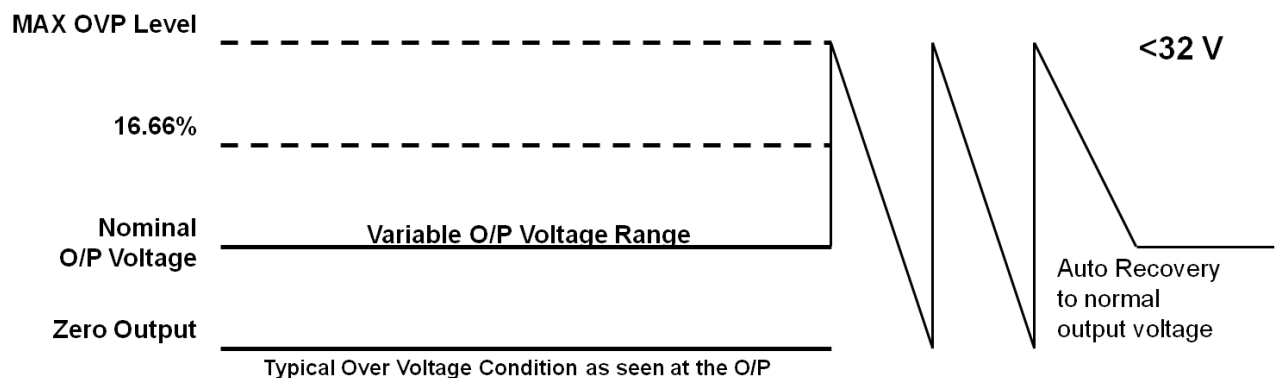 MAX OVP Level
<32 V
16.66%
Nominal
O/P Voltage
Variable O/P Voltage Range
Auto Recovery
to normal
output voltage
Zero Output
Typical Over Voltage Condition as seen at the O/P